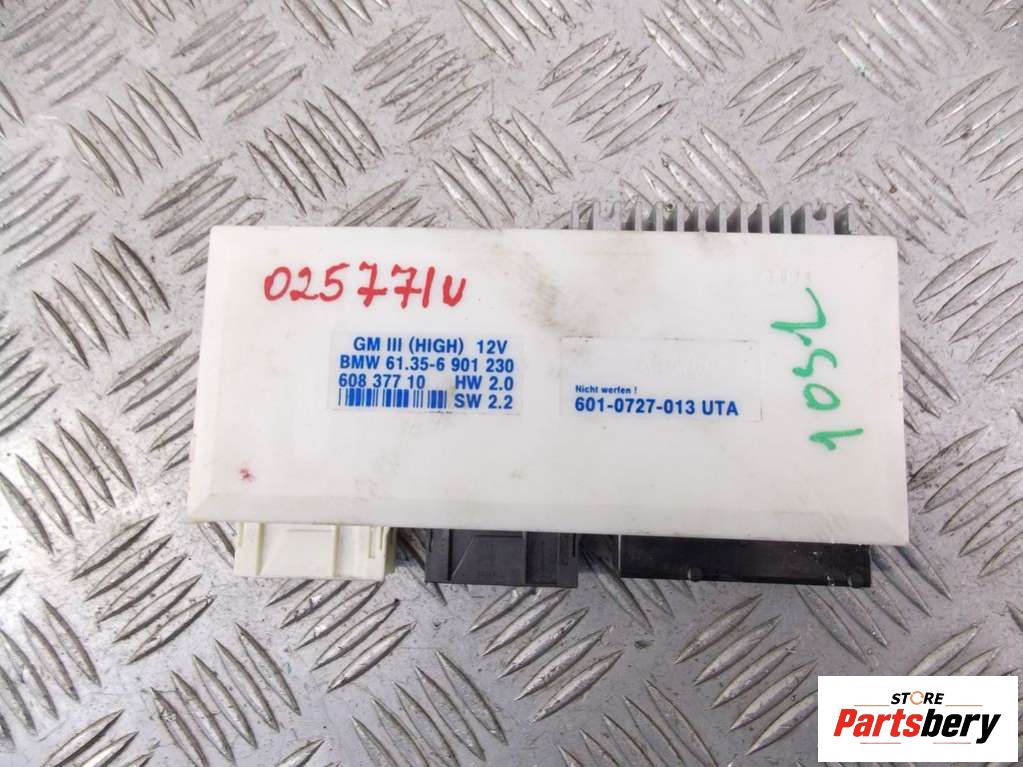 025771U
GM III (HIGH) 12V
BMW 61.35-6 901 230
608 377 10 HW 2.0
SW 2.2
Nicht werfen !
601-0727-013 UTA
STORE
Partsbery